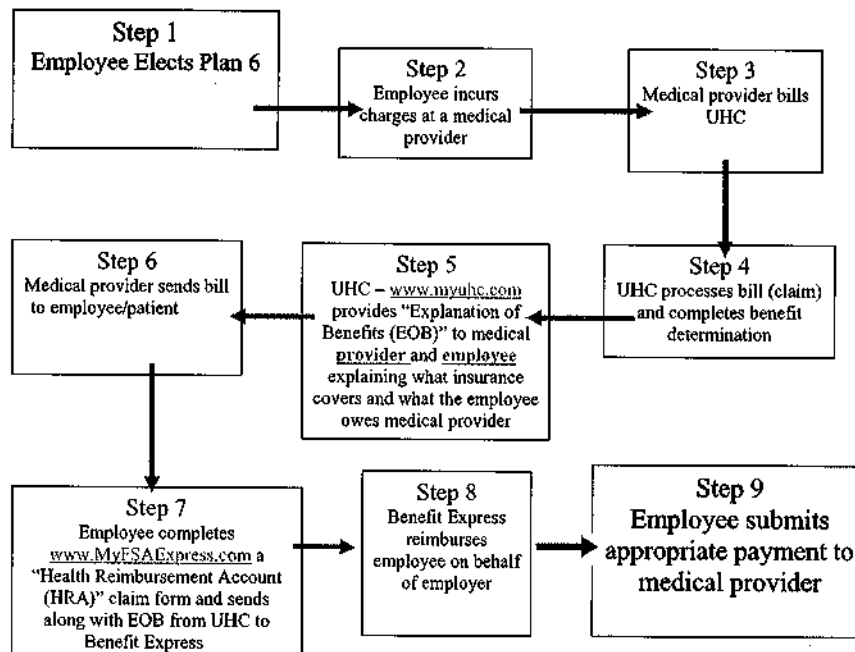 Step 1
Employee Elects Plan 6
Step 2
Employee incurs
charges at a medical
provider
Step 3
Medical provider bills
UHC
Step 4
UHC processes bill (claim)
and completes benefit
determination
Step 5
UHC – www.myuhc.com
provides "Explanation of
Benefits (EOB)" to medical
provider and employee
explaining what insurance
covers and what the employee
owes medical provider
Step 6
Medical provider sends bill
to employee/patient
Step 7
Employee completes
www.MyFSAExpress.com a
"Health Reimbursement Account
(HRA)" claim form and sends
along with EOB from UHC to
Benefit Express
Step 8
Benefit Express
reimburses
employee on behalf
of employer
Step 9
Employee submits
appropriate payment to
medical provider